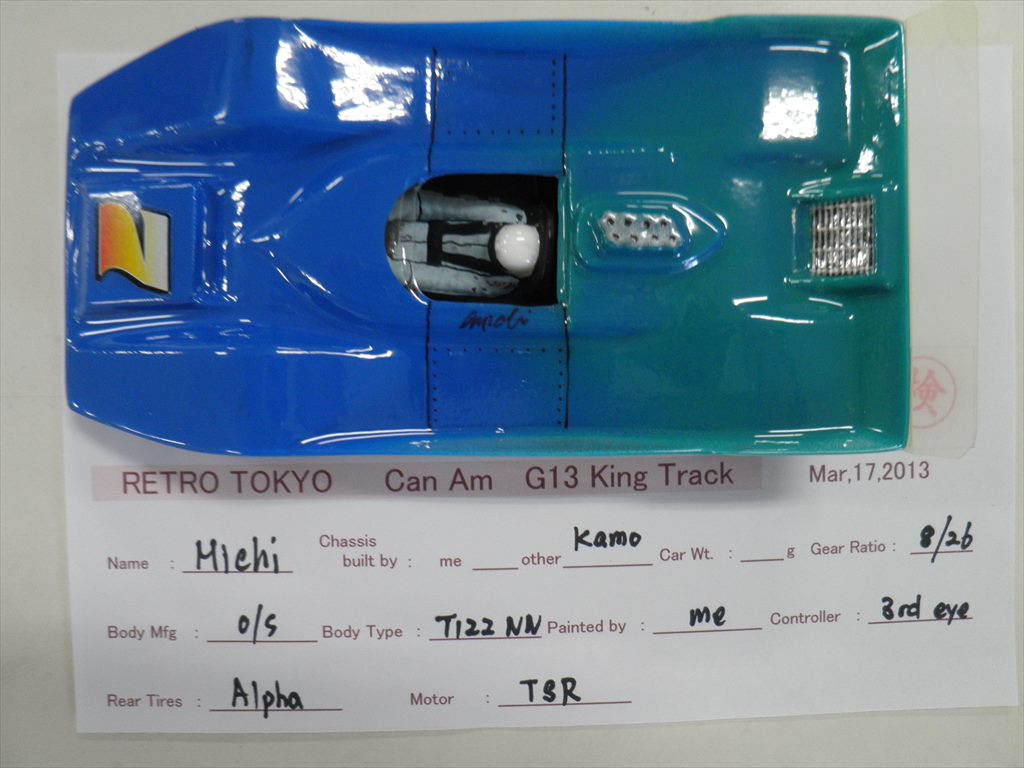 Michi
検
RETRO TOKYO Can Am G13 King Track Mar,17,2013
Name : Michi Chassis built by : me other Kamo Car Wt. : g Gear Ratio : 8/26
Body Mfg : O/S Body Type : T122 NN Painted by : me Controller : 3rd eye
Rear Tires : Alpha Motor : TSR